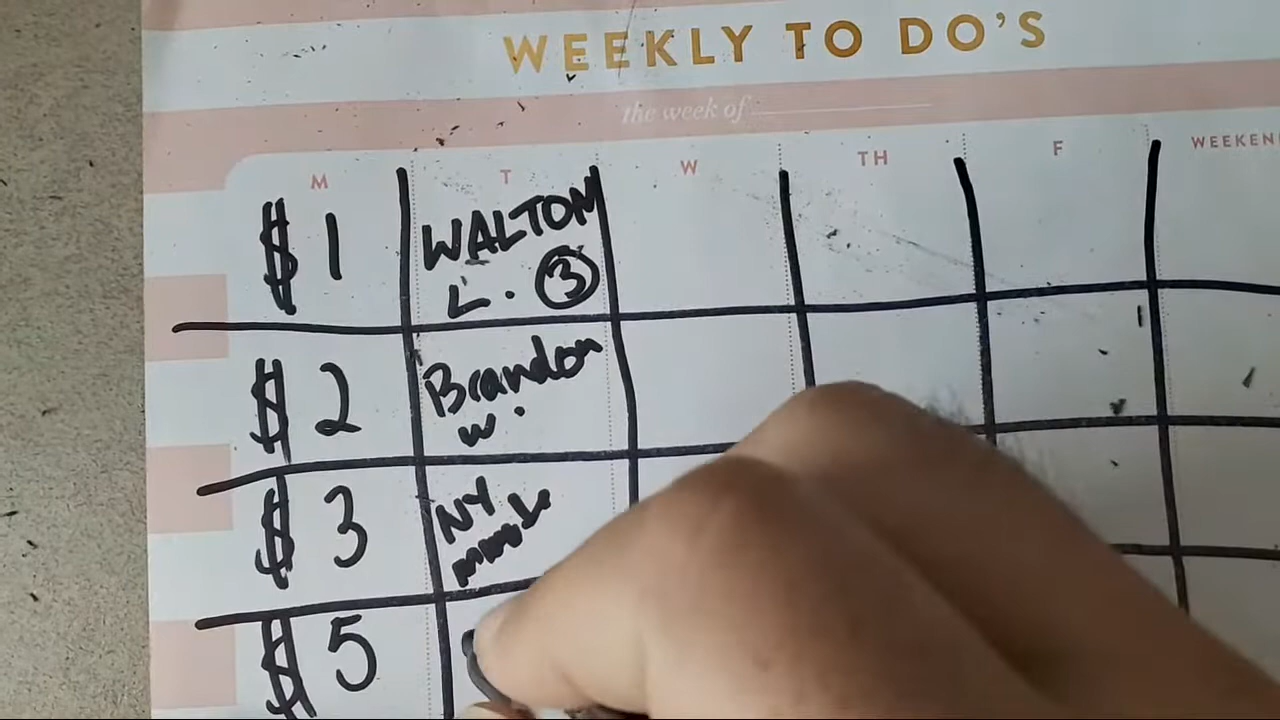 WEEKLY TO DO'S
the week of
M T W TH F WEEKEN
$1 WALTON
L. 3
$2 Brandon
W.
$3 NY
$5